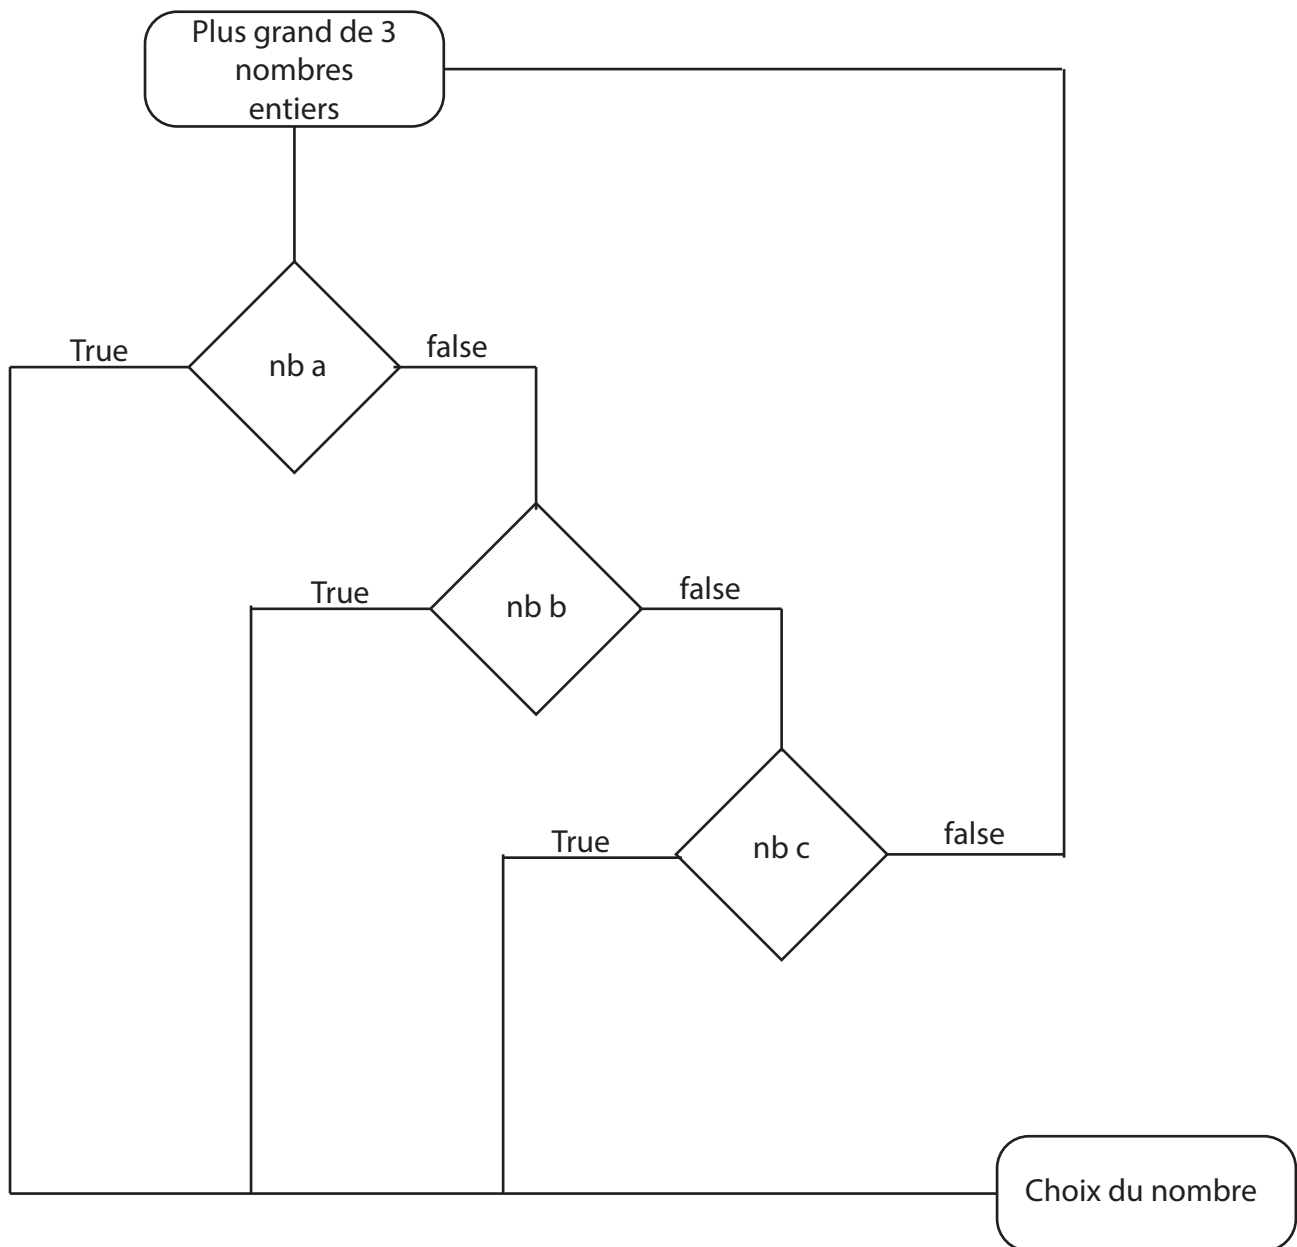 Plus grand de 3
nombres
entiers
True
false
nb a
True
false
nb b
True
false
nb c
Choix du nombre